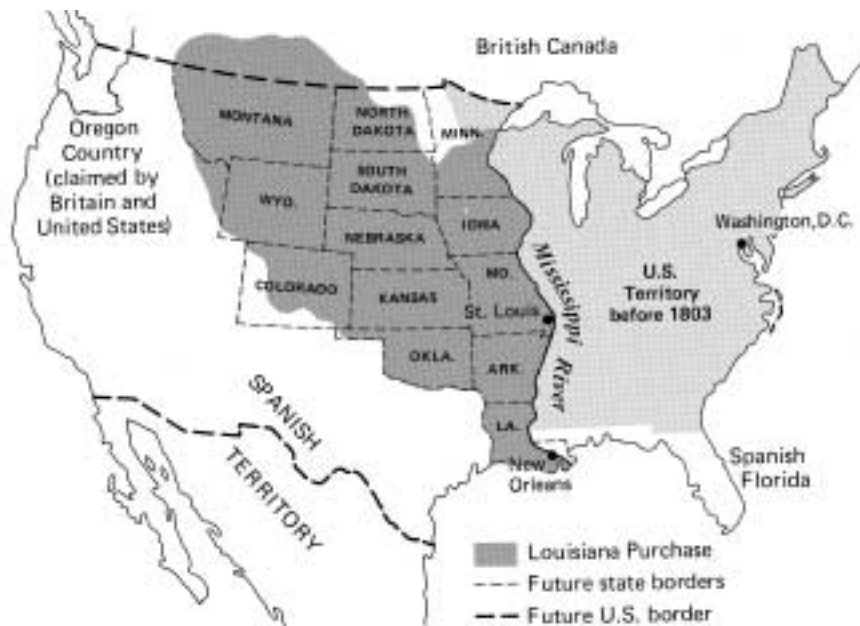 British Canada
Oregon
Country
(claimed by
Britain and
United States)
MONTANA
NORTH
DAKOTA
MINN.
SOUTH
DAKOTA
WYO.
IOWA
NEBRASKA
Washington, D.C.
COLORADO
KANSAS
MO.
St. Louis
Mississippi
River
U.S.
Territory
before 1803
OKLA.
ARK.
LA.
New
Orleans
SPANISH
TERRITORY
Spanish
Florida
Louisiana Purchase
Future state borders
Future U.S. border